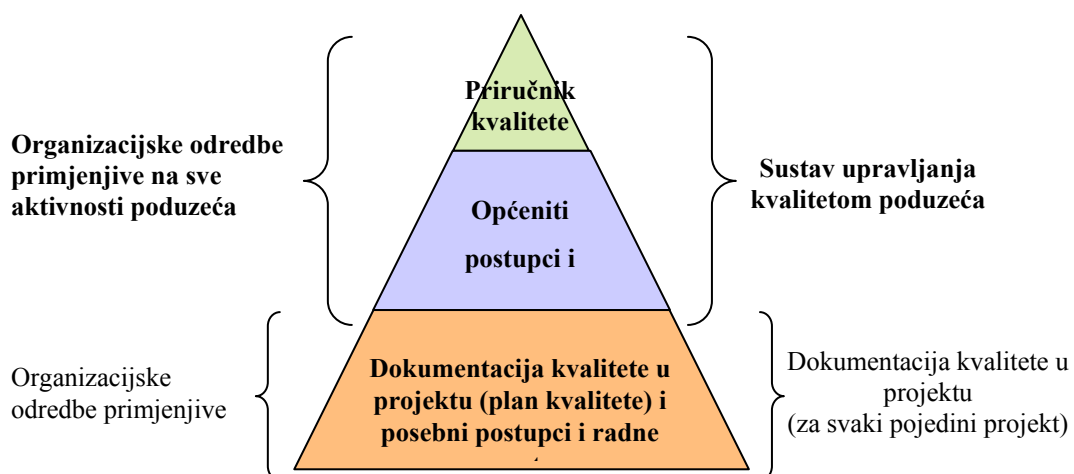 Priručnik
kvalitete
Organizacijske odredbe
primjenjive na sve
aktivnosti poduzeća
Sustav upravljanja
kvalitetom poduzeća
Općeniti
postupci i
Organizacijske
odredbe primjenjive
Dokumentacija kvalitete u
projektu (plan kvalitete) i
posebni postupci i radne
Dokumentacija kvalitete u
projektu
(za svaki pojedini projekt)